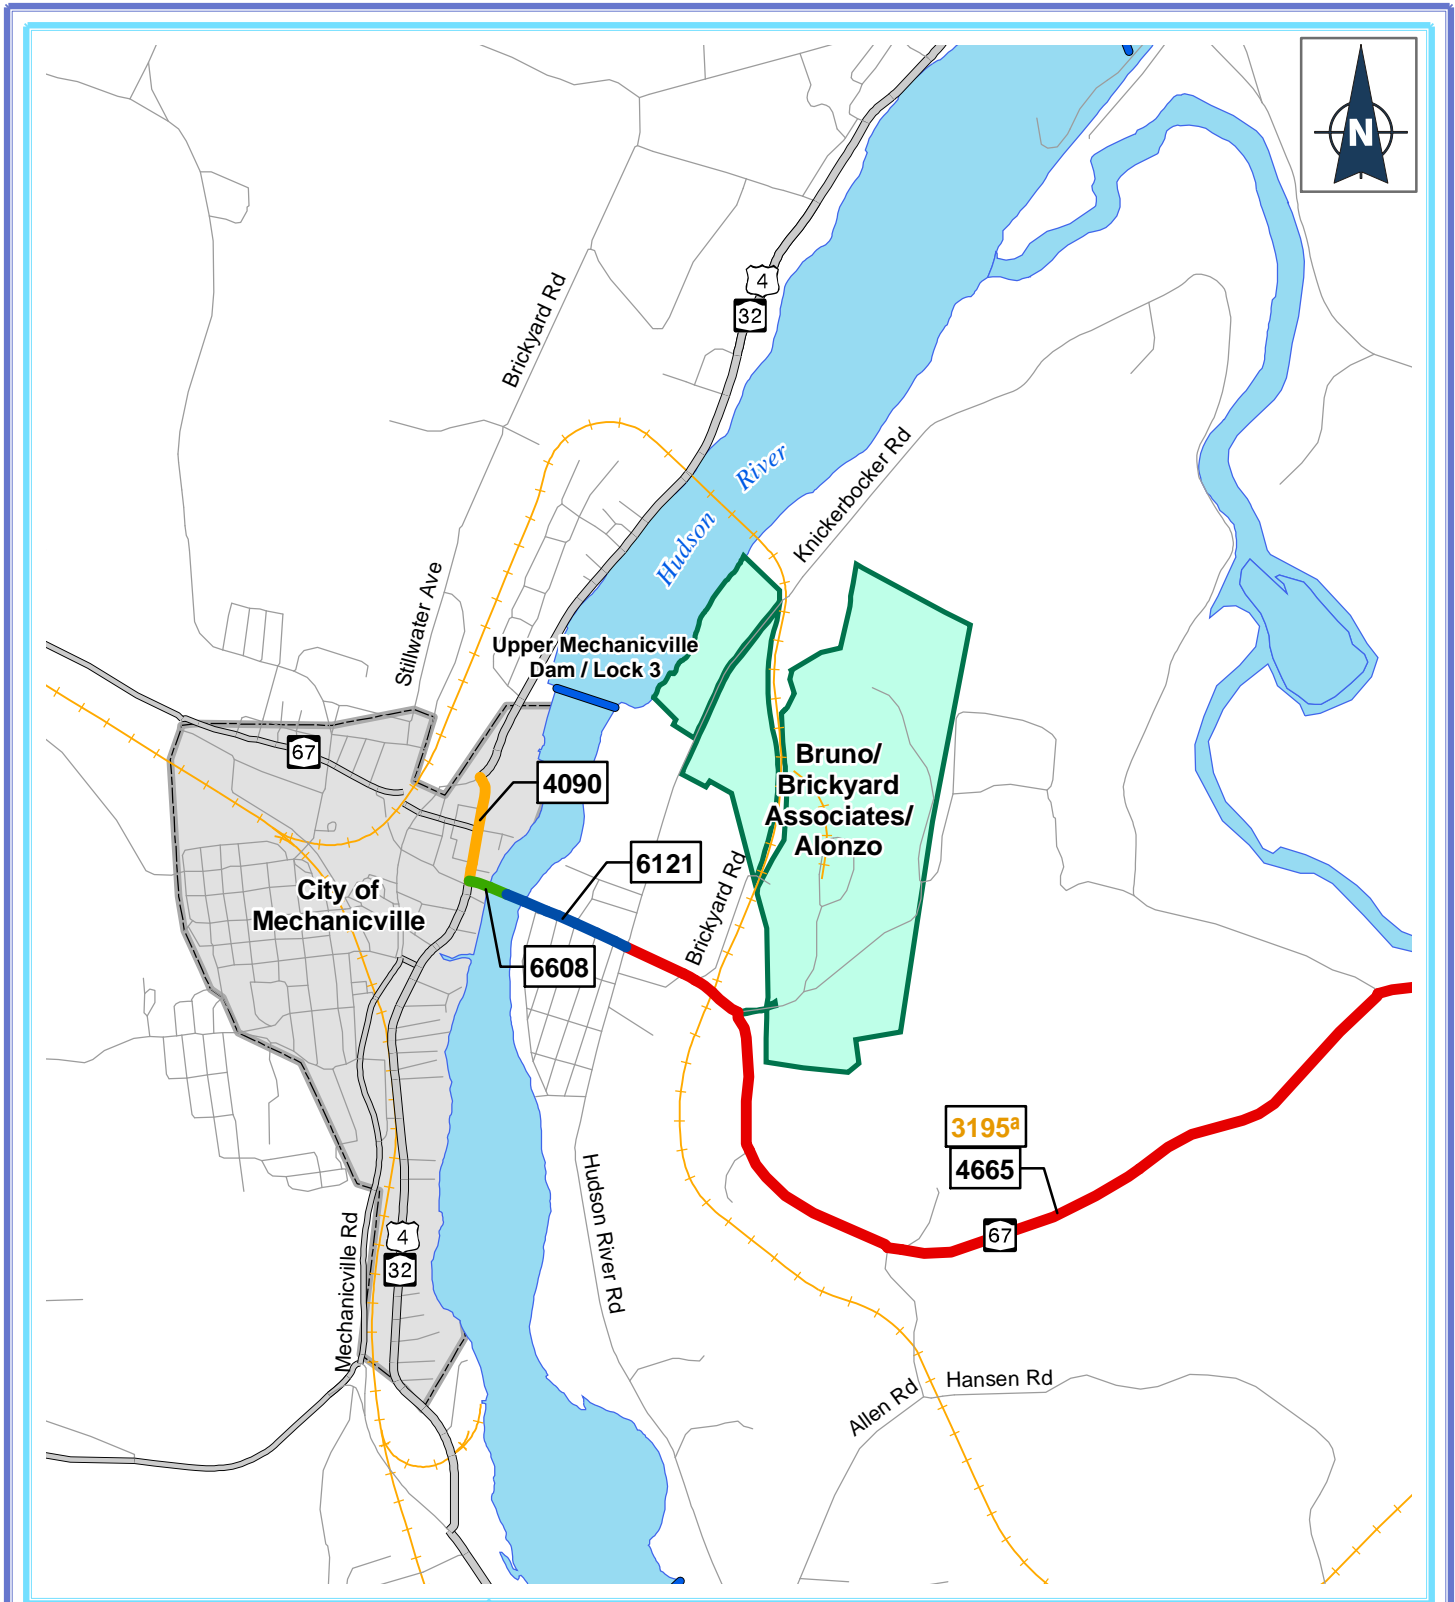 N
4
32
Brickyard Rd
Hudson River
Knickerbocker Rd
Stillwater Ave
Upper Mechanicville
Dam / Lock 3
67
Bruno/
Brickyard
Associates/
Alonzo
4090
6121
City of
Mechanicville
Brickyard Rd
6608
3195ª
4665
67
Hudson River Rd
Mechanicville Rd
4
32
Hansen Rd
Allen Rd